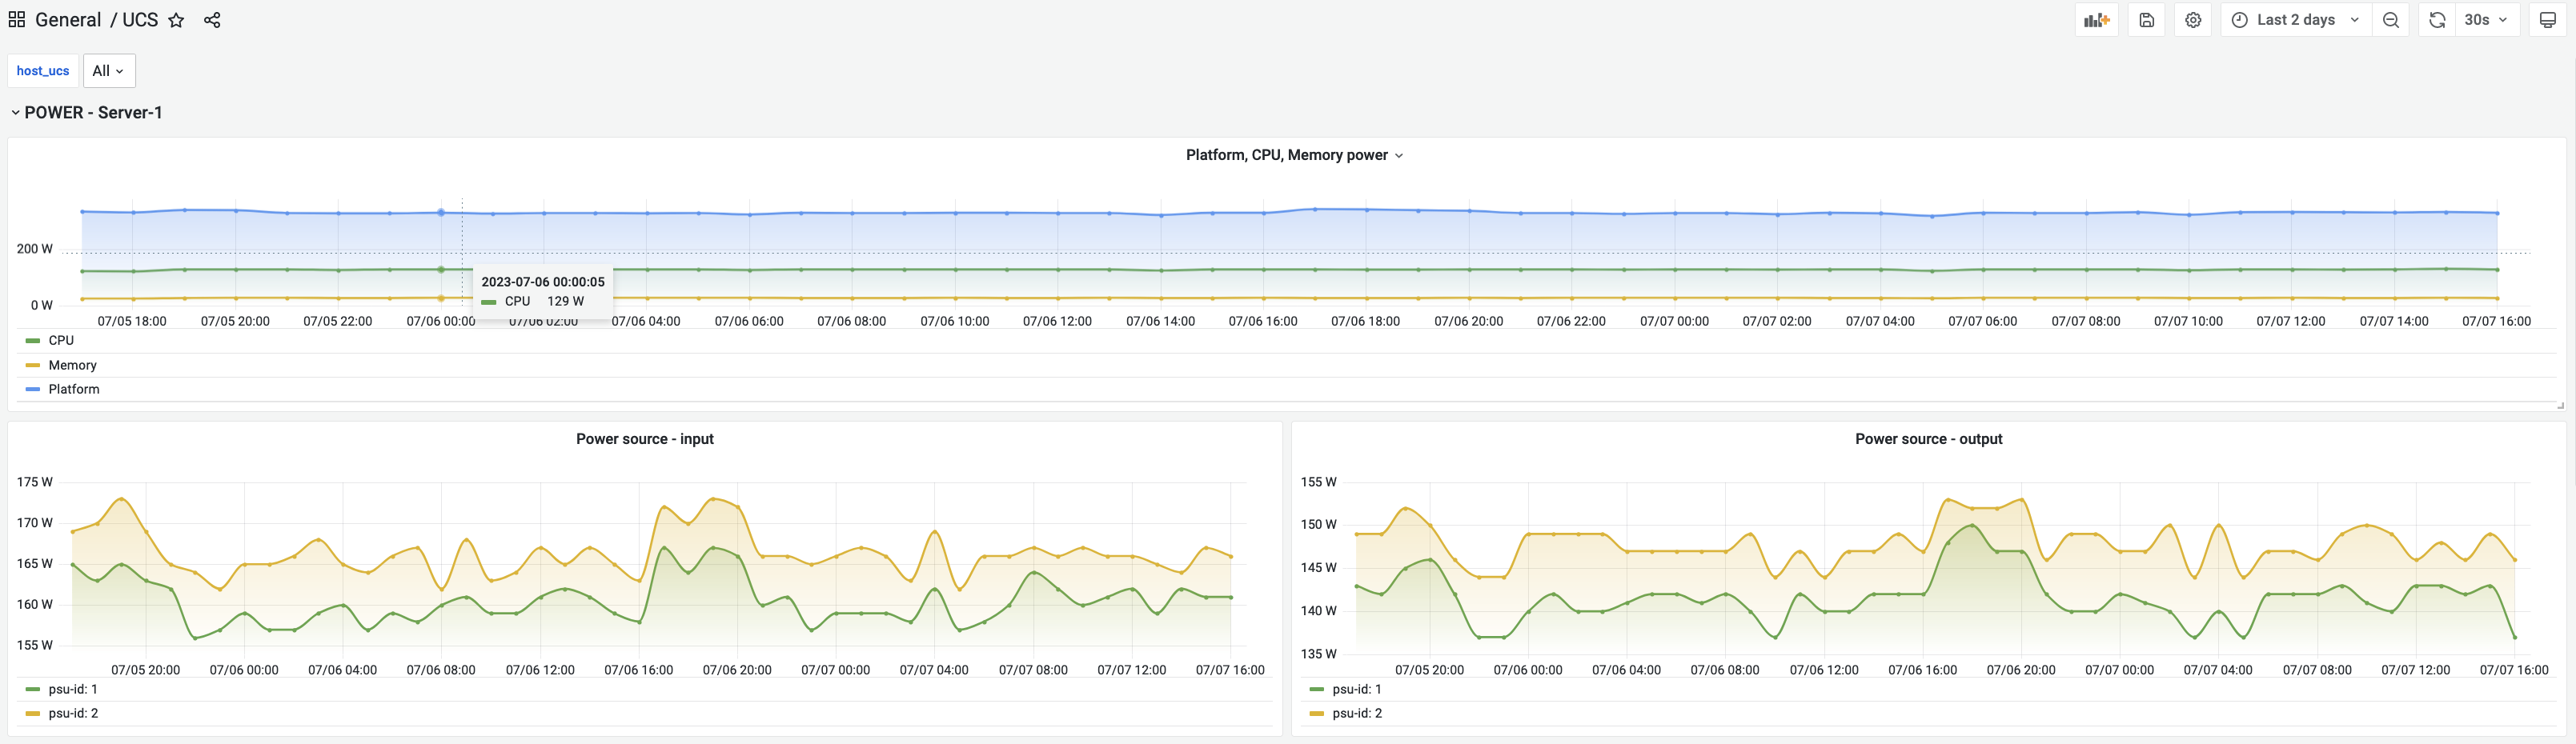 General / UCS
Last 2 days
30s
host_ucs
All
POWER - Server-1
Platform, CPU, Memory power
200 W
0 W
2023-07-06 00:00:05
CPU 129 W
07/05 18:00 07/05 20:00 07/05 22:00 07/06 00:00 07/06 02:00 07/06 04:00 07/06 06:00 07/06 08:00 07/06 10:00 07/06 12:00 07/06 14:00 07/06 16:00 07/06 18:00 07/06 20:00 07/06 22:00 07/07 00:00 07/07 02:00 07/07 04:00 07/07 06:00 07/07 08:00 07/07 10:00 07/07 12:00 07/07 14:00 07/07 16:00
CPU
Memory
Platform
Power source - input
175 W
170 W
165 W
160 W
155 W
07/05 20:00 07/06 00:00 07/06 04:00 07/06 08:00 07/06 12:00 07/06 16:00 07/06 20:00 07/07 00:00 07/07 04:00 07/07 08:00 07/07 12:00 07/07 16:00
psu-id: 1
psu-id: 2
Power source - output
155 W
150 W
145 W
140 W
135 W
07/05 20:00 07/06 00:00 07/06 04:00 07/06 08:00 07/06 12:00 07/06 16:00 07/06 20:00 07/07 00:00 07/07 04:00 07/07 08:00 07/07 12:00 07/07 16:00
psu-id: 1
psu-id: 2